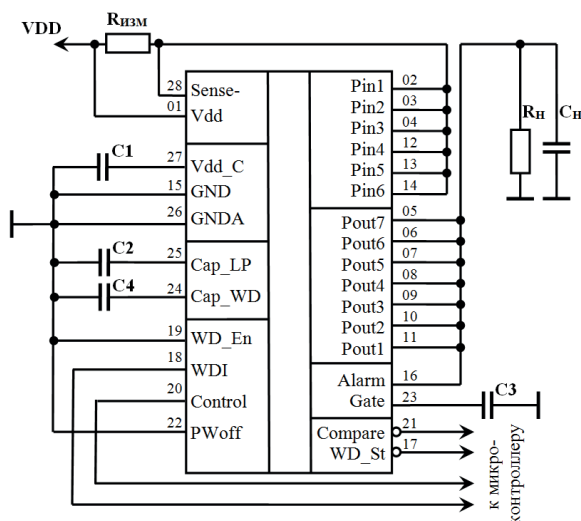 VDD
Rизм
28
Sense-
01
Vdd
C1
27
Vdd_C
15
GND
26
GNDA
C2
25
Cap_LP
C4
24
Cap_WD
19
WD_En
18
WDI
20
Control
22
PWoff
Pin1
02
Pin2
03
Pin3
04
Pin4
12
Pin5
13
Pin6
14
Pout7
05
Pout6
06
Pout5
07
Pout4
08
Pout3
09
Pout2
10
Pout1
11
Alarm
16
Gate
23
C3
Compare
21
WD_St
17
Rн
Cн
к микро-
контроллеру